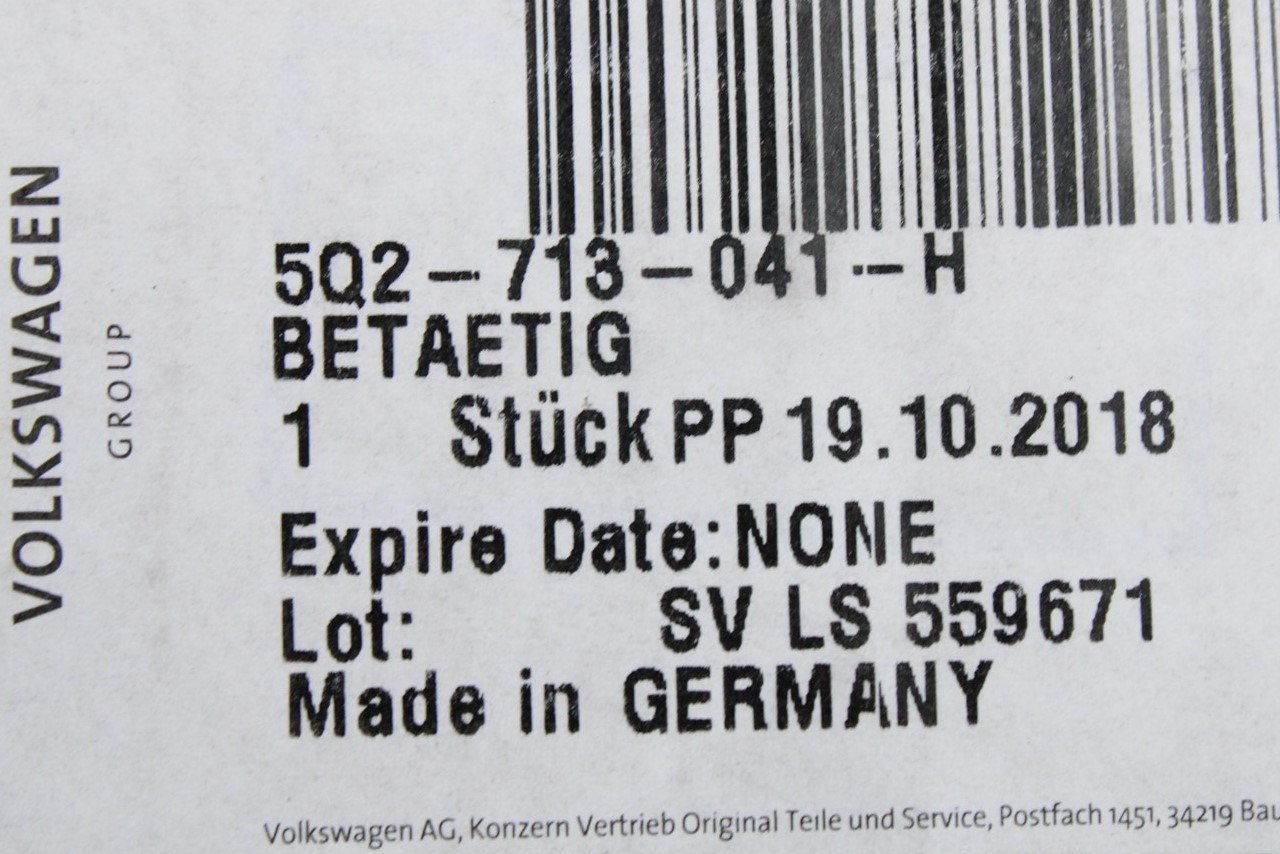 VOLKSWAGEN
GROUP
5Q2-713-041-H
BETAETIG
1 Stück PP 19.10.2018
Expire Date: NONE
Lot: SV LS 559671
Made in GERMANY
Volkswagen AG, Konzern Vertrieb Original Teile und Service, Postfach 1451, 34219